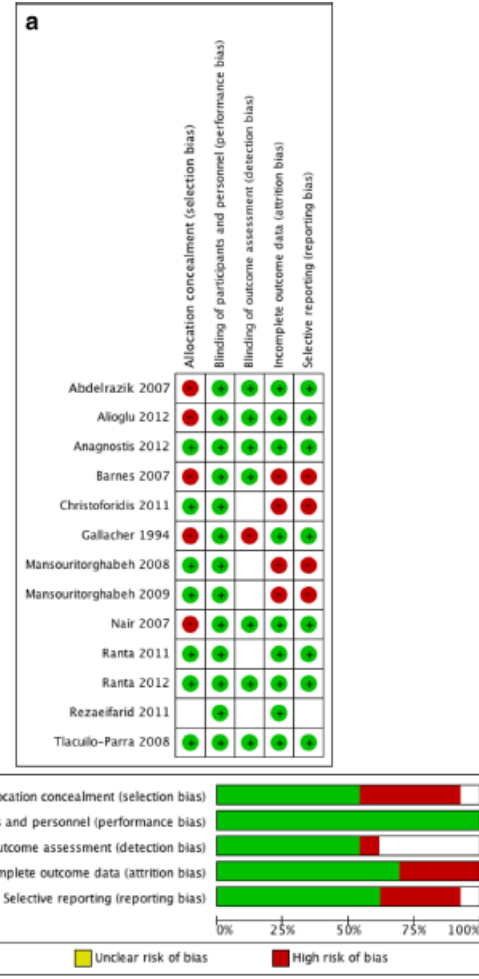 a
Allocation concealment (selection bias)
Blinding of participants and personnel (performance bias)
Blinding of outcome assessment (detection bias)
Incomplete outcome data (attrition bias)
Selective reporting (reporting bias)
Abdelrazik 2007
Alioglu 2012
Anagnostis 2012
Barnes 2007
Christoforidis 2011
Gallacher 1994
Mansouritorghabeh 2008
Mansouritorghabeh 2009
Nair 2007
Ranta 2011
Ranta 2012
Rezaeifarid 2011
Tlacuilo-Parra 2008
ocation concealment (selection bias)
s and personnel (performance bias)
utcome assessment (detection bias)
mplete outcome data (attrition bias)
Selective reporting (reporting bias)
0% 25% 50% 75% 100%
Unclear risk of bias High risk of bias